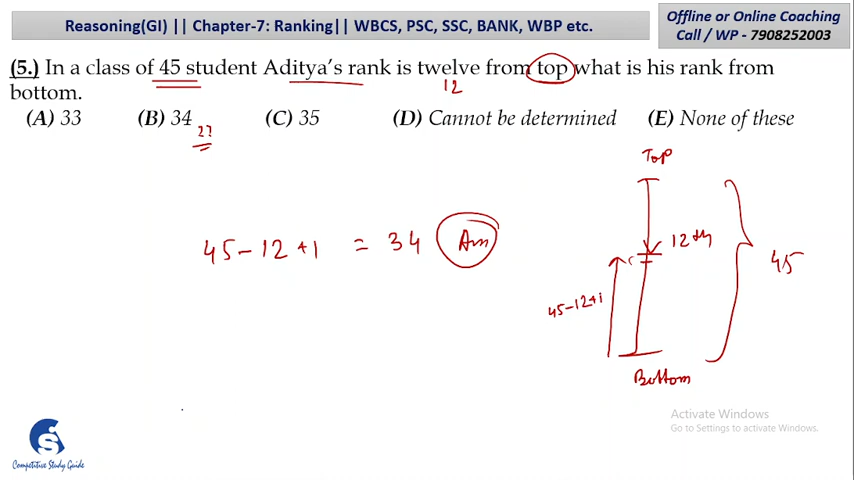 Reasoning(GI) || Chapter-7: Ranking|| WBCS, PSC, SSC, BANK, WBP etc.
Offline or Online Coaching
Call / WP - 7908252003
(5.) In a class of 45 student Aditya's rank is twelve from top what is his rank from
12
bottom.
(A) 33 (B) 34 (C) 35 (D) Cannot be determined (E) None of these
??
Top
45-12+1 = 34 Ans
12th
45
45-12+1
Bottom
Activate Windows
Go to Settings to activate Windows.
Competitive Study Guide